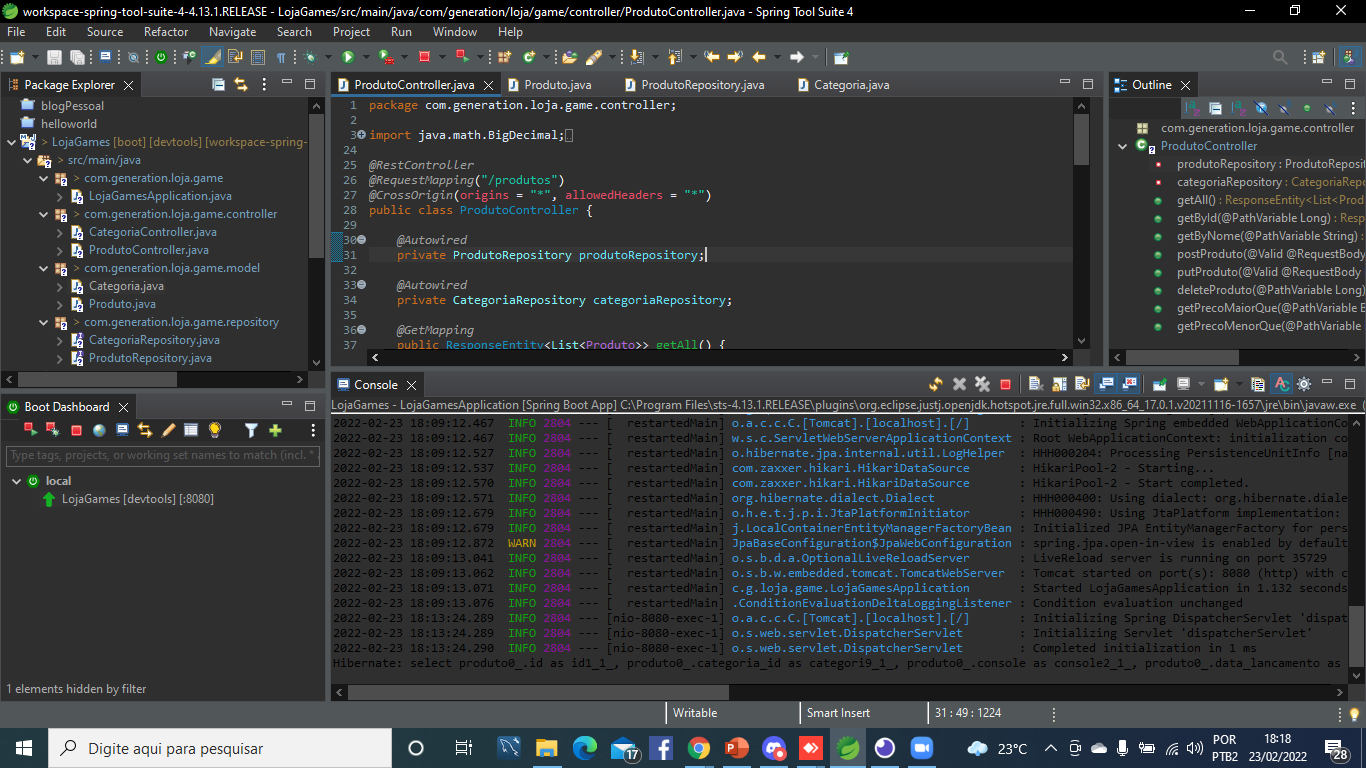 workspace-spring-tool-suite-4-4.13.1.RELEASE - LojaGames/src/main/java/com/generation/loja/game/controller/ProdutoController.java - Spring Tool Suite 4
File Edit Source Refactor Navigate Search Project Run Window Help
Package Explorer
blogPessoal
helloworld
> LojaGames [boot] [devtools] [workspace-spring-
> src/main/java
> com.generation.loja.game
LojaGamesApplication.java
> com.generation.loja.game.controller
CategoriaController.java
ProdutoController.java
> com.generation.loja.game.model
Categoria.java
Produto.java
> com.generation.loja.game.repository
CategoriaRepository.java
ProdutoRepository.java
ProdutoController.java Produto.java ProdutoRepository.java Categoria.java
1 package com.generation.loja.game.controller;
2
3 import java.math.BigDecimal;
24
25 @RestController
26 @RequestMapping("/produtos")
27 @CrossOrigin(origins = "*", allowedHeaders = "*")
28 public class ProdutoController {
29
30 @Autowired
31 private ProdutoRepository produtoRepository;
32
33 @Autowired
34 private CategoriaRepository categoriaRepository;
35
36 @GetMapping
37 public ResponseEntity<List<Produto>> getAll() {
Outline
com.generation.loja.game.controller
ProdutoController
produtoRepository : ProdutoReposit
categoriaRepository : CategoriaRepo
getAll() : ResponseEntity<List<Prod
getById(@PathVariable Long) : Resp
getByNome(@PathVariable String) :
postProduto(@Valid @RequestBody
putProduto(@Valid @RequestBody
deleteProduto(@PathVariable Long)
getPrecoMaiorQue(@PathVariable B
getPrecoMenorQue(@PathVariable
Boot Dashboard
Type tags, projects, or working set names to match (incl. *
local
LojaGames [devtools] [:8080]
1 elements hidden by filter
Console
LojaGames - LojaGamesApplication [Spring Boot App] C:\Program Files\sts-4.13.1.RELEASE\plugins\org.eclipse.justj.openjdk.hotspot.jre.full.win32.x86_64_17.0.1.v20211116-1657\jre\bin\javaw.exe (
2022-02-23 18:09:12.467 INFO 2804 --- [ restartedMain] o.a.c.c.C.[Tomcat].[localhost].[/] : Initializing Spring embedded WebApplicationCo
2022-02-23 18:09:12.467 INFO 2804 --- [ restartedMain] w.s.c.ServletWebServerApplicationContext : Root WebApplicationContext: initialization co
2022-02-23 18:09:12.527 INFO 2804 --- [ restartedMain] o.hibernate.jpa.internal.util.LogHelper : HHH000204: Processing PersistenceUnitInfo [na
2022-02-23 18:09:12.537 INFO 2804 --- [ restartedMain] com.zaxxer.hikari.HikariDataSource : HikariPool-2 - Starting...
2022-02-23 18:09:12.570 INFO 2804 --- [ restartedMain] com.zaxxer.hikari.HikariDataSource : HikariPool-2 - Start completed.
2022-02-23 18:09:12.571 INFO 2804 --- [ restartedMain] org.hibernate.dialect.Dialect : HHH000400: Using dialect: org.hibernate.diale
2022-02-23 18:09:12.679 INFO 2804 --- [ restartedMain] o.h.e.t.j.p.i.JtaPlatformInitiator : HHH000490: Using JtaPlatform implementation:
2022-02-23 18:09:12.679 INFO 2804 --- [ restartedMain] j.LocalContainerEntityManagerFactoryBean : Initialized JPA EntityManagerFactory for pers
2022-02-23 18:09:12.872 WARN 2804 --- [ restartedMain] JpaBaseConfiguration$JpaWebConfiguration : spring.jpa.open-in-view is enabled by default
2022-02-23 18:09:13.041 INFO 2804 --- [ restartedMain] o.s.b.d.a.OptionalLiveReloadServer : LiveReload server is running on port 35729
2022-02-23 18:09:13.062 INFO 2804 --- [ restartedMain] o.s.b.w.embedded.tomcat.TomcatWebServer : Tomcat started on port(s): 8080 (http) with c
2022-02-23 18:09:13.071 INFO 2804 --- [ restartedMain] c.g.loja.game.LojaGamesApplication : Started LojaGamesApplication in 1.132 seconds
2022-02-23 18:09:13.076 INFO 2804 --- [ restartedMain] .ConditionEvaluationDeltaLoggingListener : Condition evaluation unchanged
2022-02-23 18:13:24.289 INFO 2804 --- [nio-8080-exec-1] o.a.c.c.C.[Tomcat].[localhost].[/] : Initializing Spring DispatcherServlet 'dispat
2022-02-23 18:13:24.289 INFO 2804 --- [nio-8080-exec-1] o.s.web.servlet.DispatcherServlet : Initializing Servlet 'dispatcherServlet'
2022-02-23 18:13:24.290 INFO 2804 --- [nio-8080-exec-1] o.s.web.servlet.DispatcherServlet : Completed initialization in 1 ms
Hibernate: select produto0_.id as id1_1_, produto0_.categoria_id as categori9_1_, produto0_.console as console2_1_, produto0_.data_lancamento as
Writable Smart Insert 31 : 49 : 1224
Digite aqui para pesquisar
17
23°C
POR
PTB2
18:18
23/02/2022
28